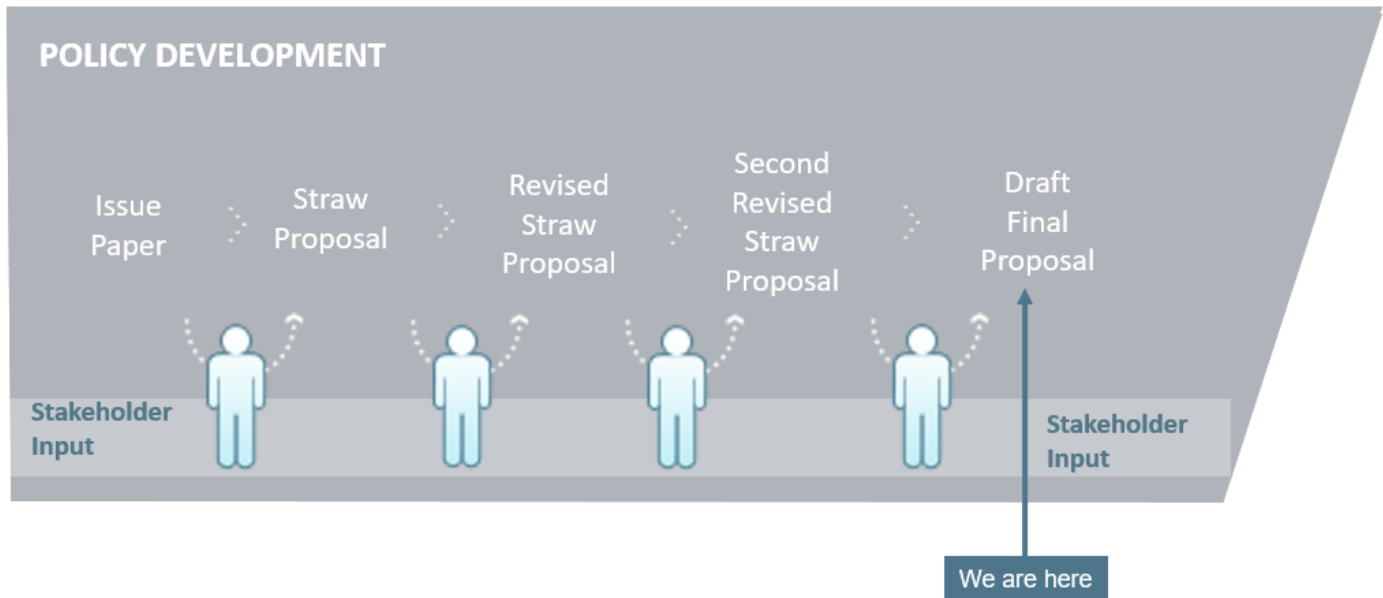 POLICY DEVELOPMENT
Issue
Paper
Straw
Proposal
Revised
Straw
Proposal
Second
Revised
Straw
Proposal
Draft
Final
Proposal
Stakeholder
Input
Stakeholder
Input
We are here